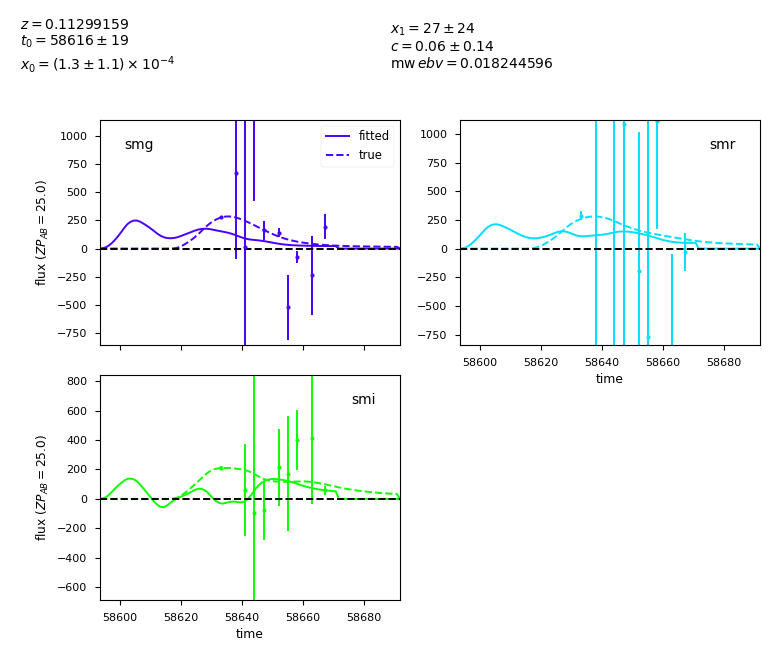 z = 0.11299159
t₀ = 58616 ± 19
x₀ = (1.3 ± 1.1) × 10⁻⁴
x₁ = 27 ± 24
c = 0.06 ± 0.14
mw ebv = 0.018244596
smg
fitted
true
1000
750
500
250
0
−250
−500
−750
flux (ZP_AB = 25.0)
smr
1000
750
500
250
0
−250
−500
−750
58600 58620 58640 58660 58680
time
smi
800
600
400
200
0
−200
−400
−600
flux (ZP_AB = 25.0)
58600 58620 58640 58660 58680
time